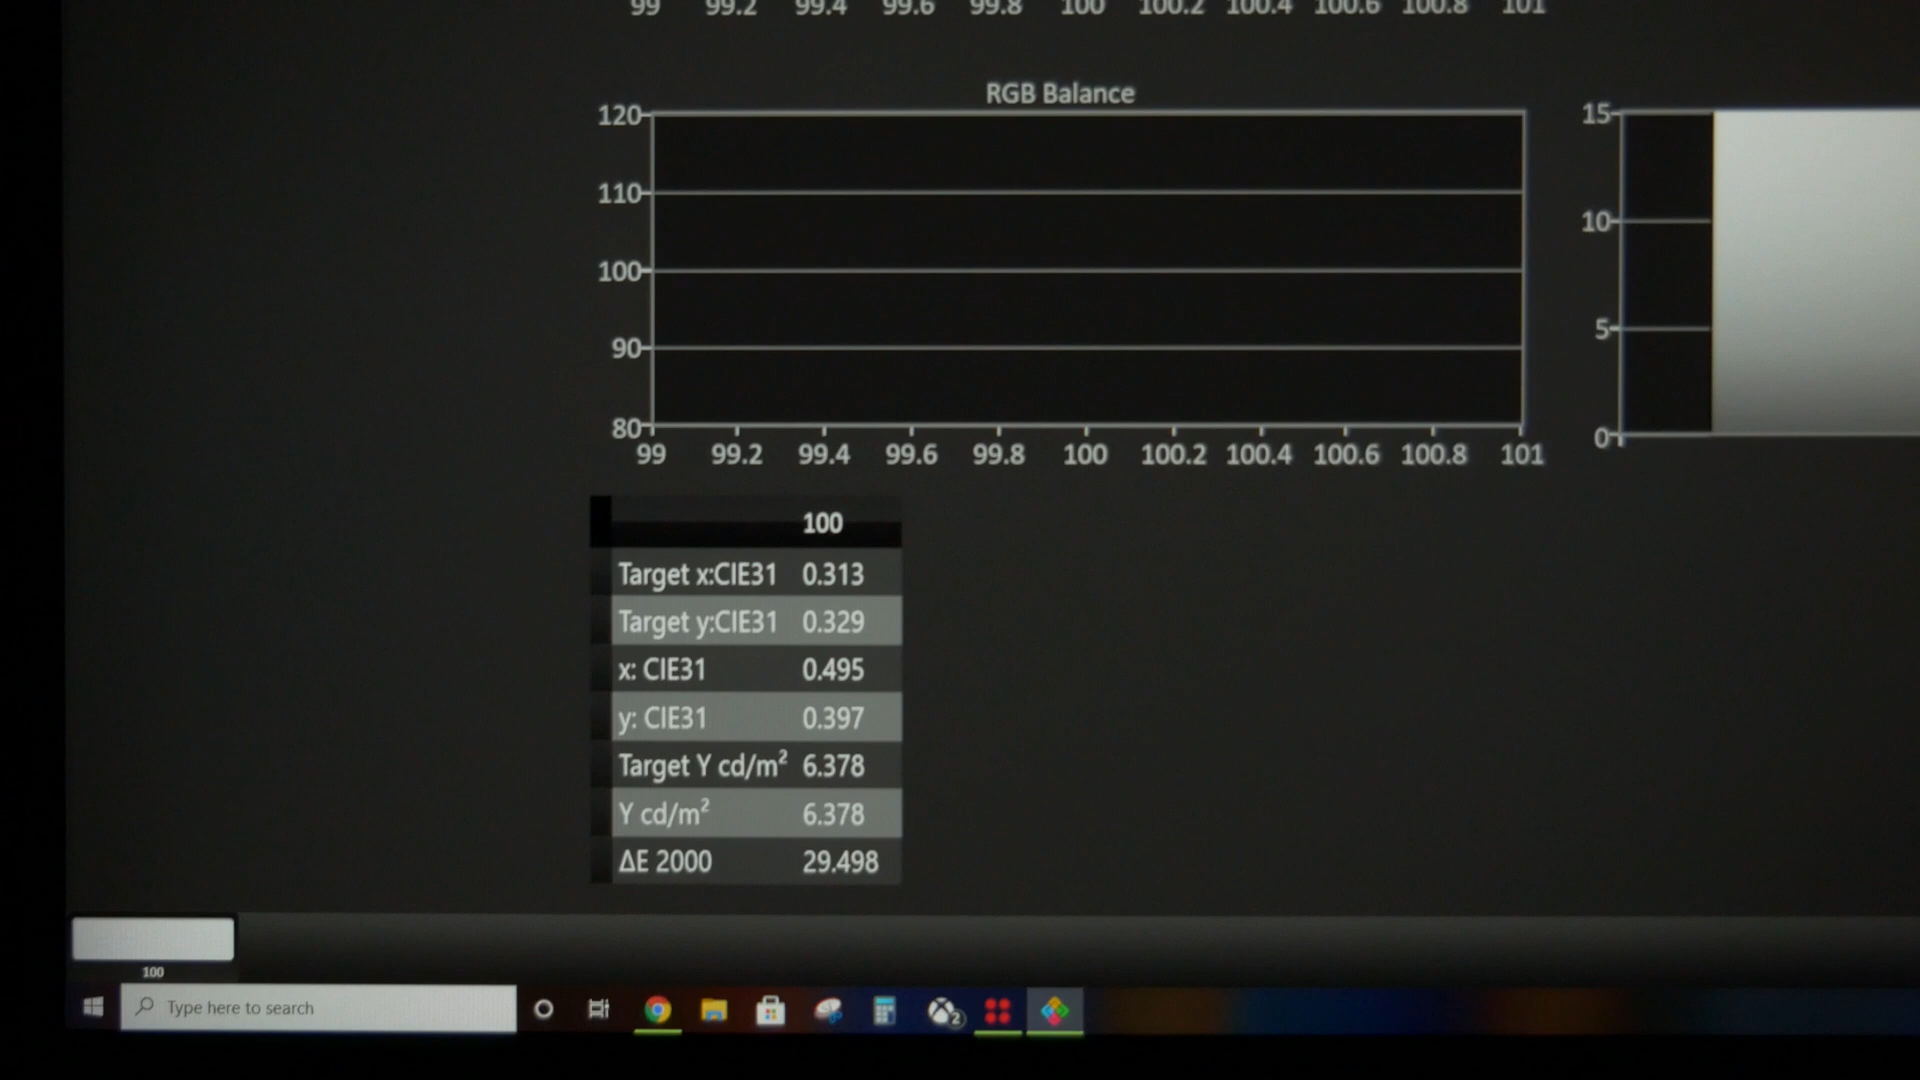 99 99.2 99.4 99.6 99.8 100 100.2 100.4 100.6 100.8 101
RGB Balance
120
110
100
90
80
99 99.2 99.4 99.6 99.8 100 100.2 100.4 100.6 100.8 101
15
10
5
0
100
Target x:CIE31 0.313
Target y:CIE31 0.329
x: CIE31 0.495
y: CIE31 0.397
Target Y cd/m² 6.378
Y cd/m² 6.378
ΔE 2000 29.498
100
Type here to search
2